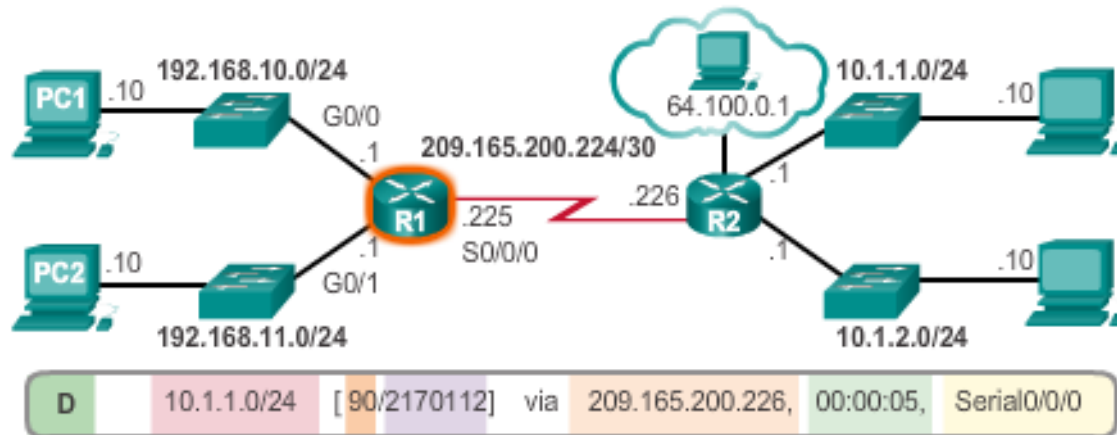 192.168.10.0/24
10.1.1.0/24
PC1
.10
G0/0
.1
64.100.0.1
.10
209.165.200.224/30
.1
R1
.225
S0/0/0
.226
R2
PC2
.10
.1
G0/1
.1
.10
192.168.11.0/24
10.1.2.0/24
D 10.1.1.0/24 [ 90/2170112] via 209.165.200.226, 00:00:05, Serial0/0/0